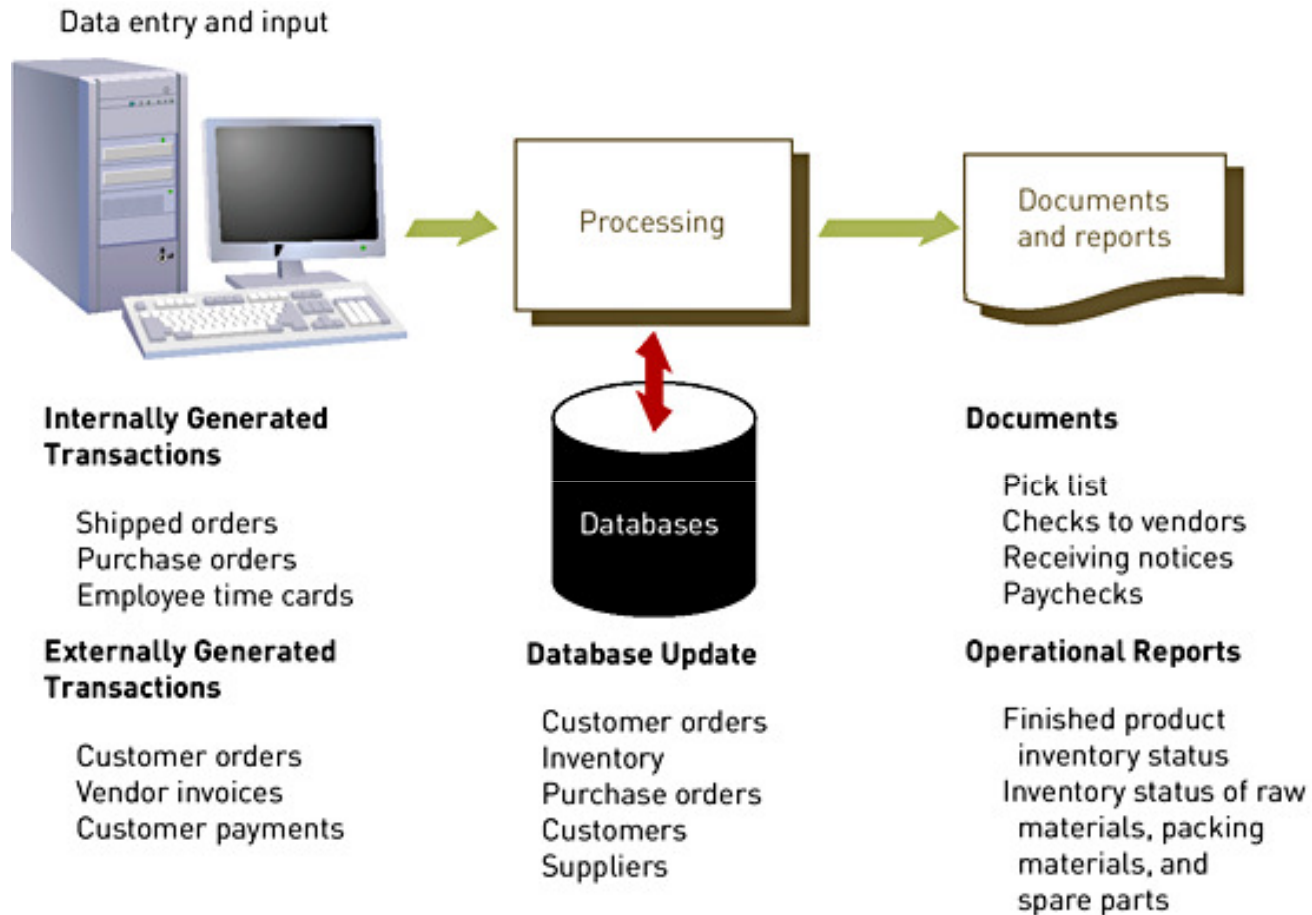 Data entry and input
Processing
Documents
and reports
Databases
Internally Generated
Transactions
Shipped orders
Purchase orders
Employee time cards
Externally Generated
Transactions
Customer orders
Vendor invoices
Customer payments
Database Update
Customer orders
Inventory
Purchase orders
Customers
Suppliers
Documents
Pick list
Checks to vendors
Receiving notices
Paychecks
Operational Reports
Finished product
inventory status
Inventory status of raw
materials, packing
materials, and
spare parts